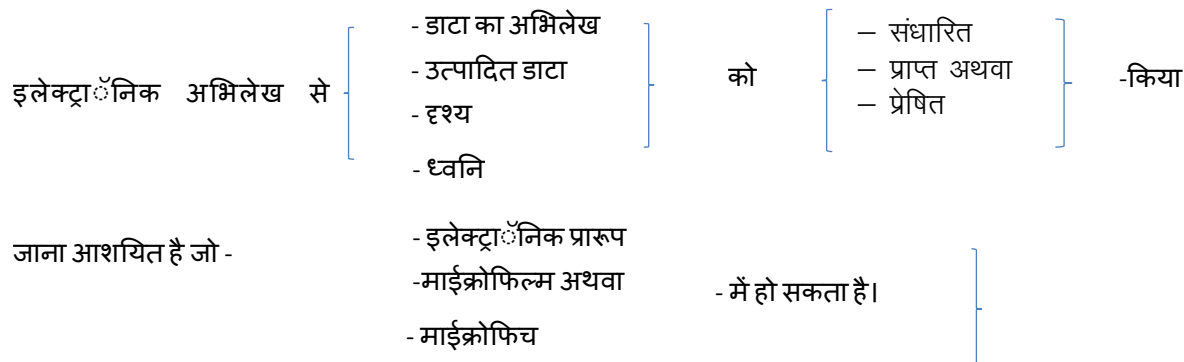 - डाटा का अभिलेख
- उत्पादित डाटा
- दृश्य
- ध्वनि
इलेक्ट्राॅनिक अभिलेख से
को
– संधारित
– प्राप्त अथवा
– प्रेषित
-किया
जाना आशयित है जो -
- इलेक्ट्राॅनिक प्रारूप
-माईक्रोफिल्म अथवा
- माईक्रोफिच
- में हो सकता है।